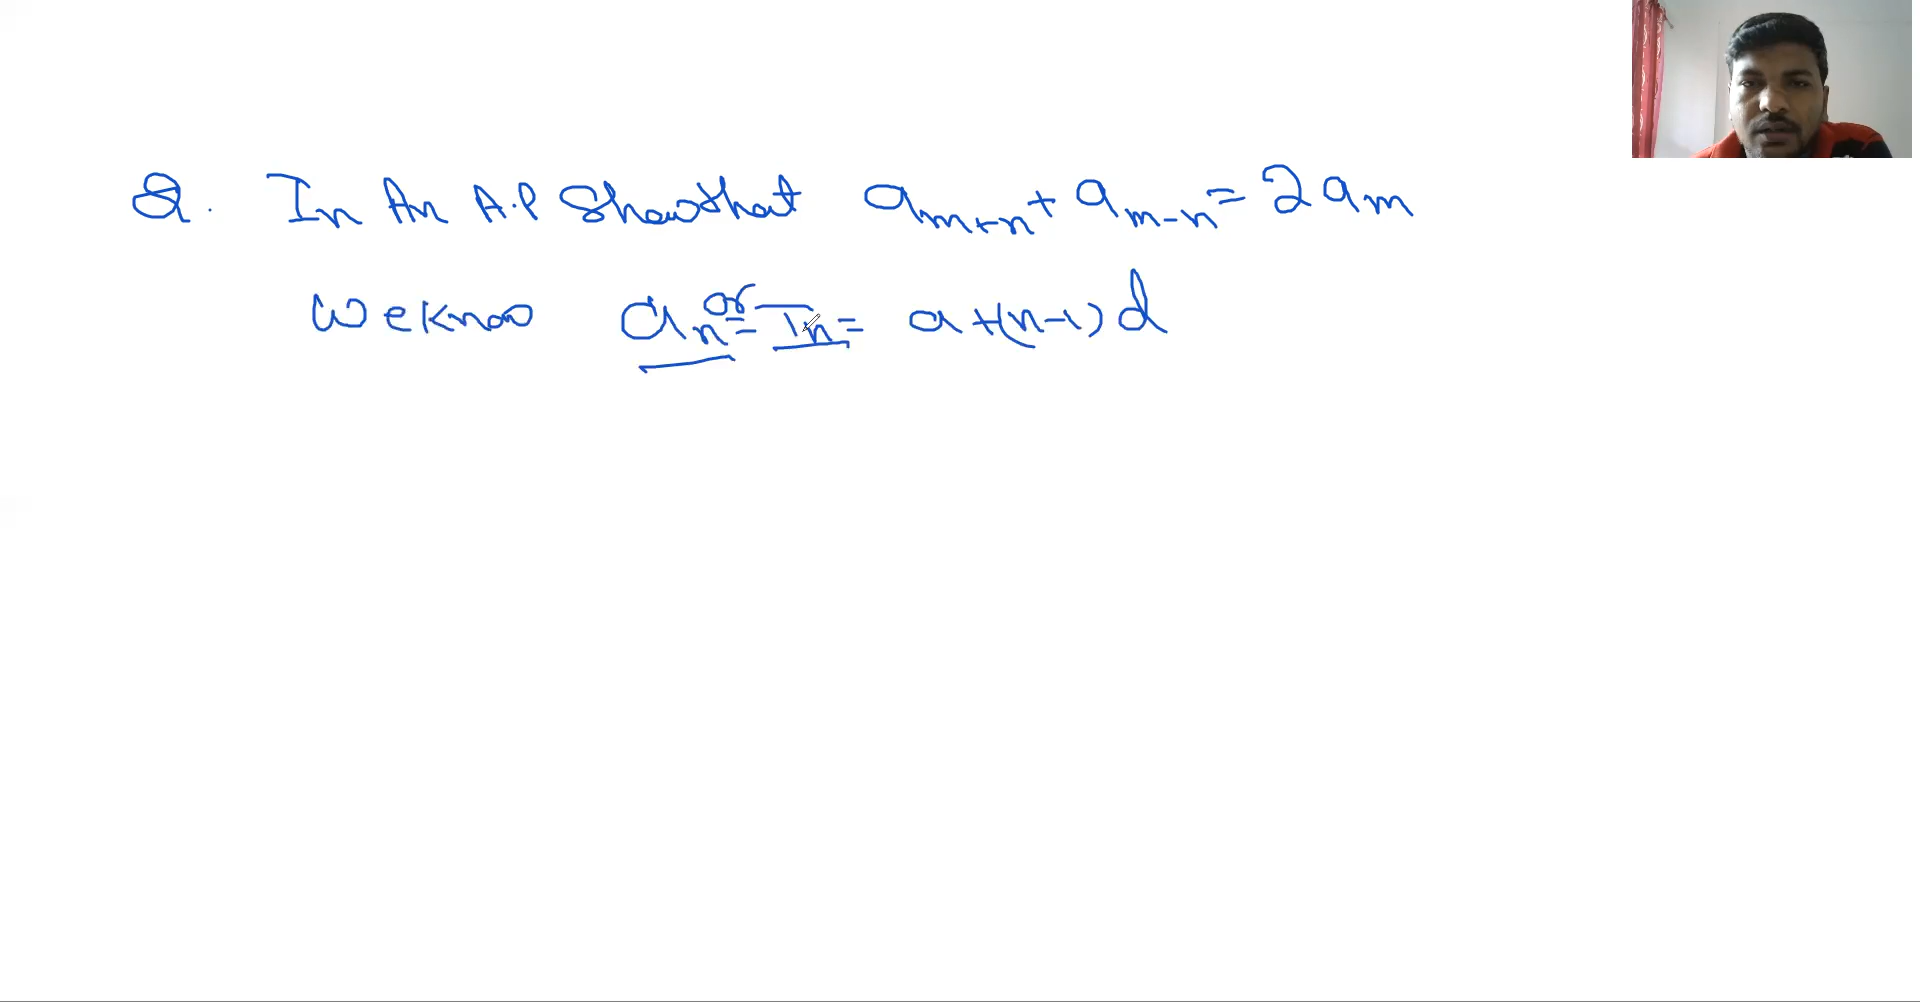 Q. In An A.P Show that a_{m+n} + a_{m-n} = 2a_m
We know a_n = or T_n = a + (n-1) d